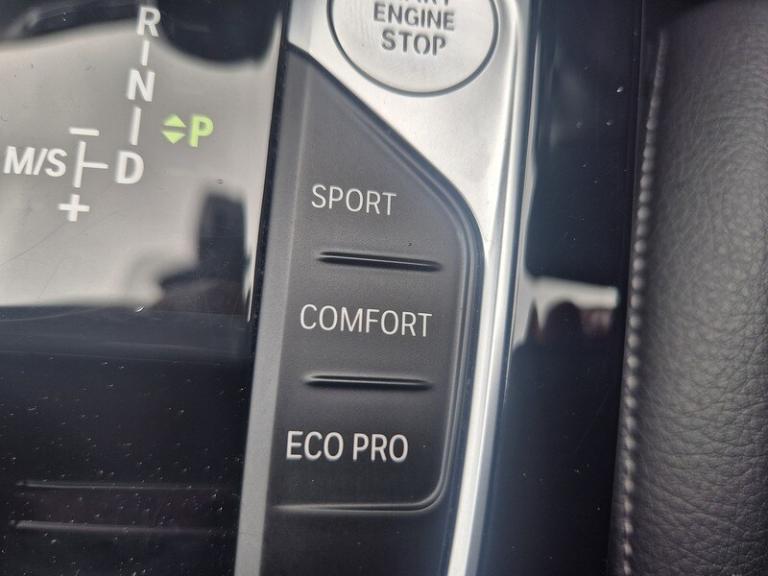 R
N
P
M/S D
+
ENGINE
STOP
SPORT
COMFORT
ECO PRO